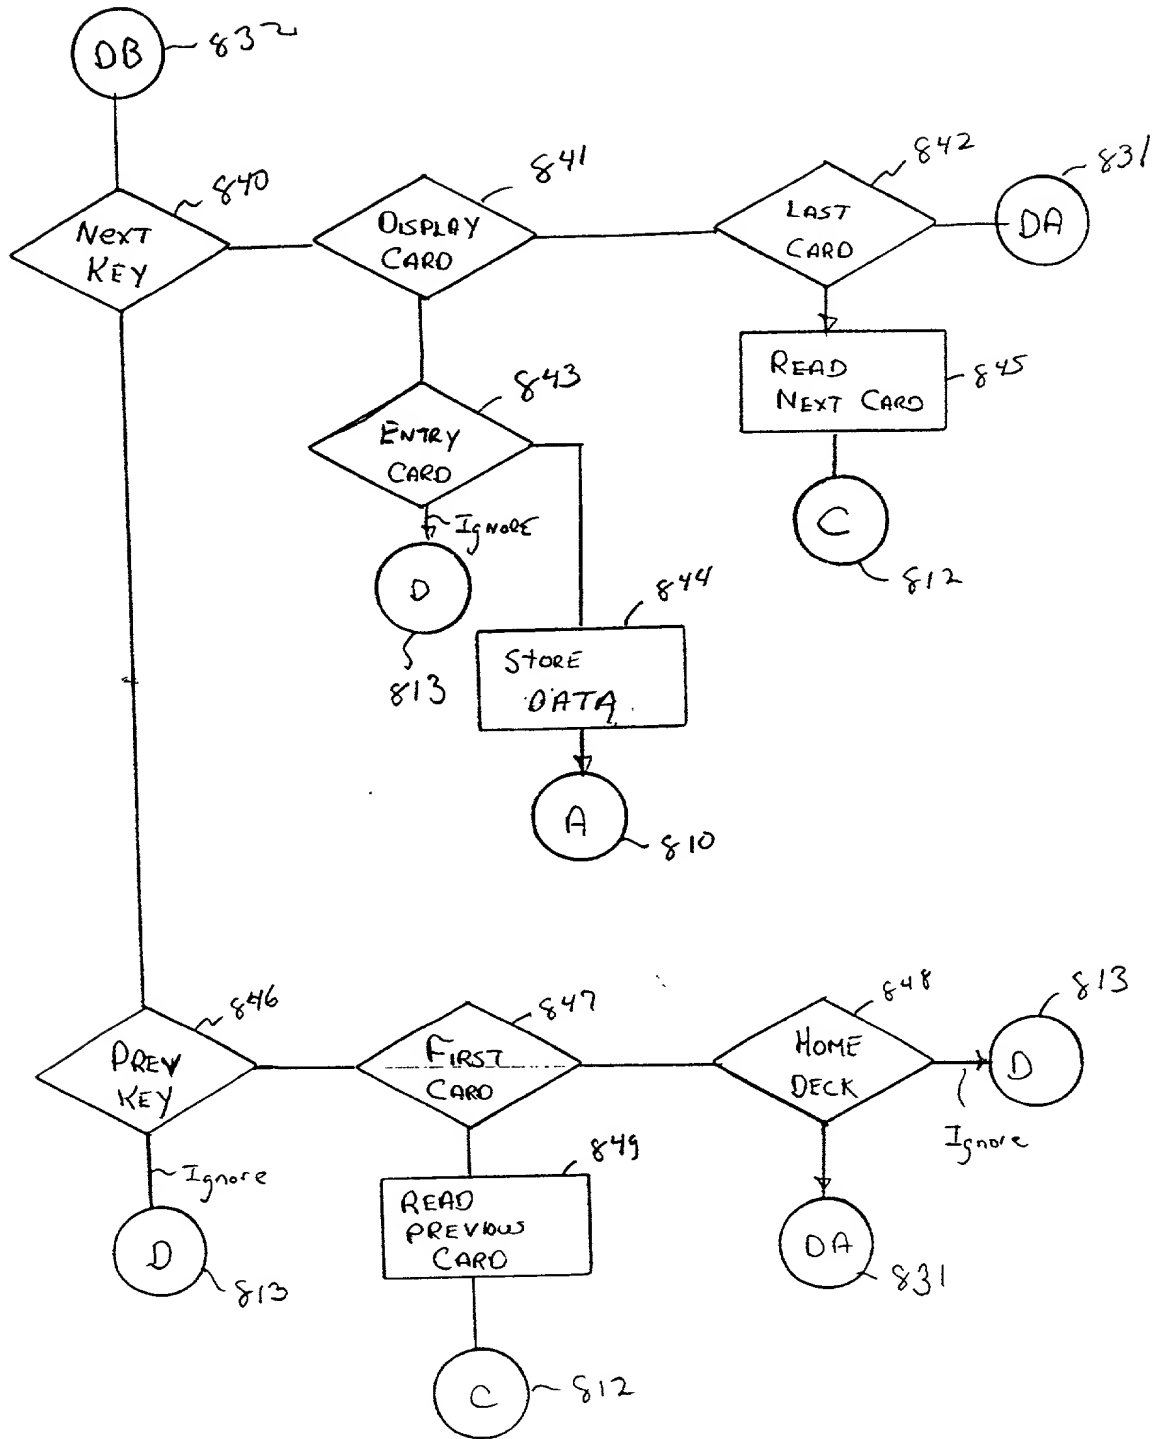 DB
832
840
NEXT
KEY
841
DISPLAY
CARD
842
LAST
CARD
831
DA
READ
NEXT CARD
845
C
812
843
ENTRY
CARD
IGNORE
D
813
844
STORE
DATA
A
810
846
PREV
KEY
Ignore
D
813
847
FIRST
CARD
849
READ
PREVIOUS
CARD
C
812
848
HOME
DECK
Ignore
813
D
DA
831